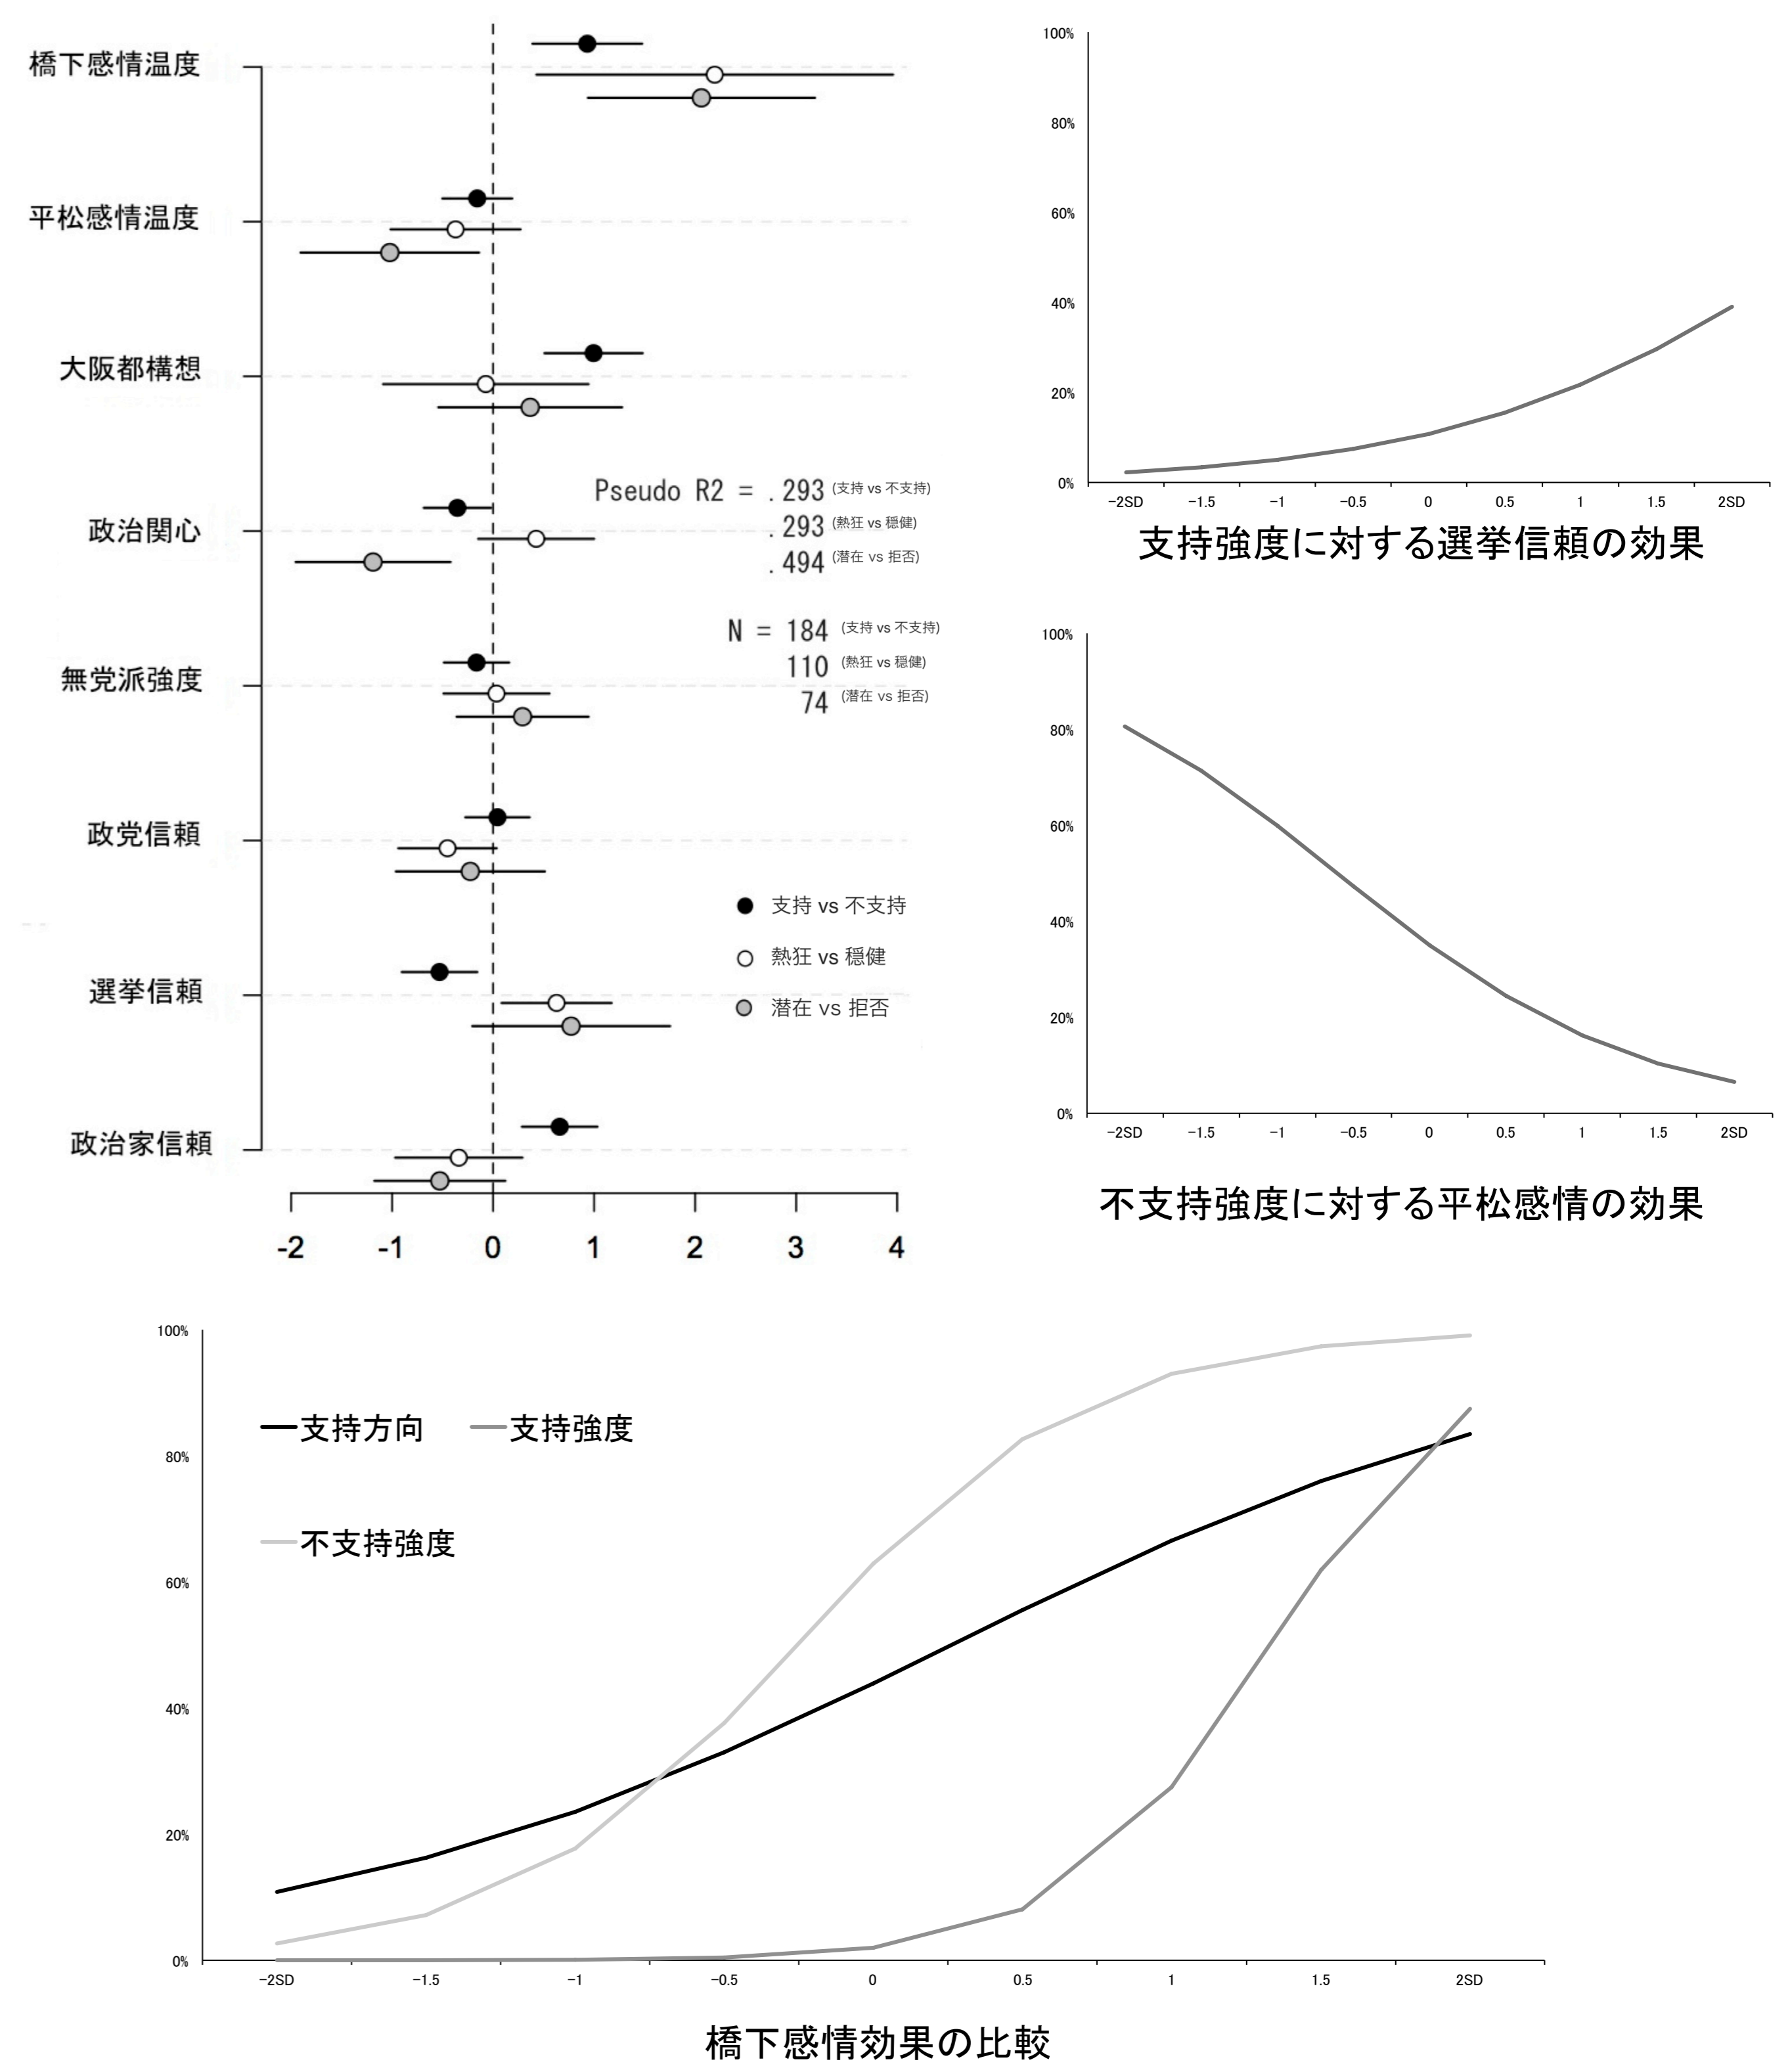 橋下感情温度
平松感情温度
大阪都構想
政治関心
無党派強度
政党信頼
選挙信頼
政治家信頼
Pseudo R2 = .293 (支持 vs 不支持)
.293 (熱狂 vs 穏健)
.494 (潜在 vs 拒否)
N = 184 (支持 vs 不支持)
110 (熱狂 vs 穏健)
74 (潜在 vs 拒否)
支持 vs 不支持
熱狂 vs 穏健
潜在 vs 拒否
-2 -1 0 1 2 3 4
100%
80%
60%
40%
20%
0%
-2SD -1.5 -1 -0.5 0 0.5 1 1.5 2SD
支持強度に対する選挙信頼の効果
100%
80%
60%
40%
20%
0%
-2SD -1.5 -1 -0.5 0 0.5 1 1.5 2SD
不支持強度に対する平松感情の効果
100%
80%
60%
40%
20%
0%
支持方向 支持強度
不支持強度
-2SD -1.5 -1 -0.5 0 0.5 1 1.5 2SD
橋下感情効果の比較